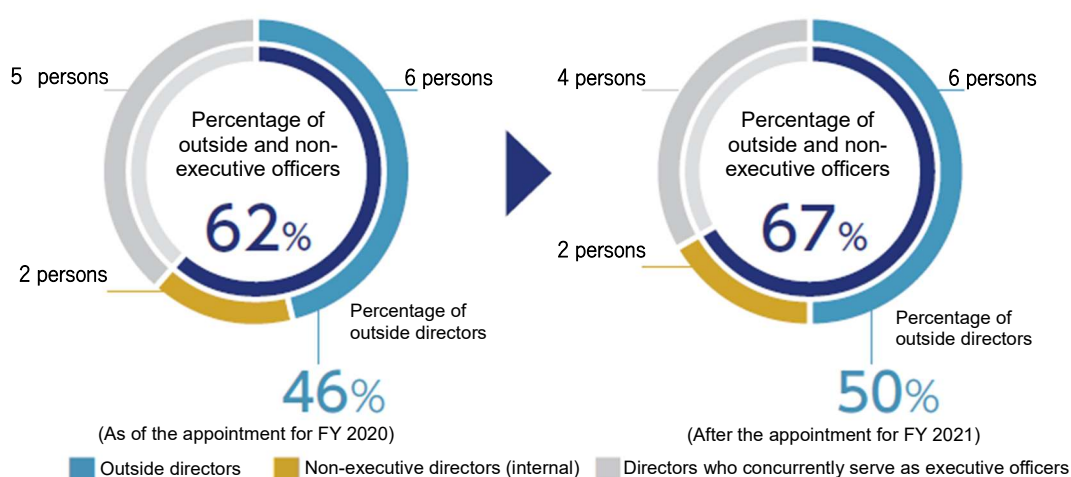 5 persons
6 persons
Percentage of
outside and non-
executive officers
62%
2 persons
Percentage of
outside directors
46%
(As of the appointment for FY 2020)
4 persons
6 persons
Percentage of
outside and non-
executive officers
67%
2 persons
Percentage of
outside directors
50%
(After the appointment for FY 2021)
Outside directors
Non-executive directors (internal)
Directors who concurrently serve as executive officers